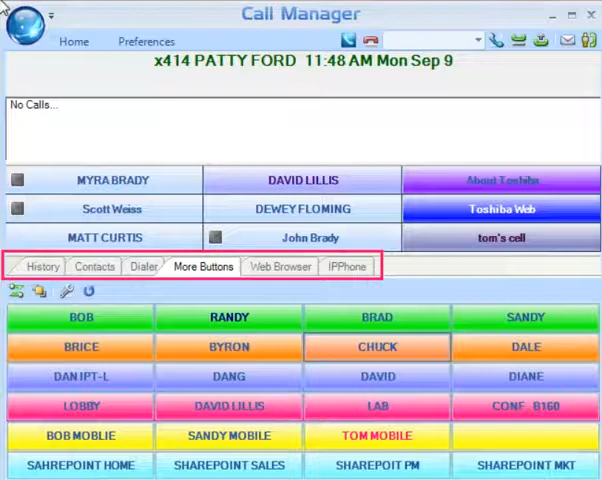 Call Manager
Home Preferences
x414 PATTY FORD 11:48 AM Mon Sep 9
No Calls...
MYRA BRADY DAVID LILLIS About Toshiba
Scott Weiss DEWEY FLOMING Toshiba Web
MATT CURTIS John Brady tom's cell
History Contacts Dialer More Buttons Web Browser IPPhone
BOB RANDY BRAD SANDY
BRICE BYRON CHUCK DALE
DAN IPT-L DANG DAVID DIANE
LOBBY DAVID LILLIS LAB CONF_B160
BOB MOBLIE SANDY MOBILE TOM MOBILE
SAHREPOINT HOME SHAREPOINT SALES SHAREPOIT PM SHAREPOINT MKT